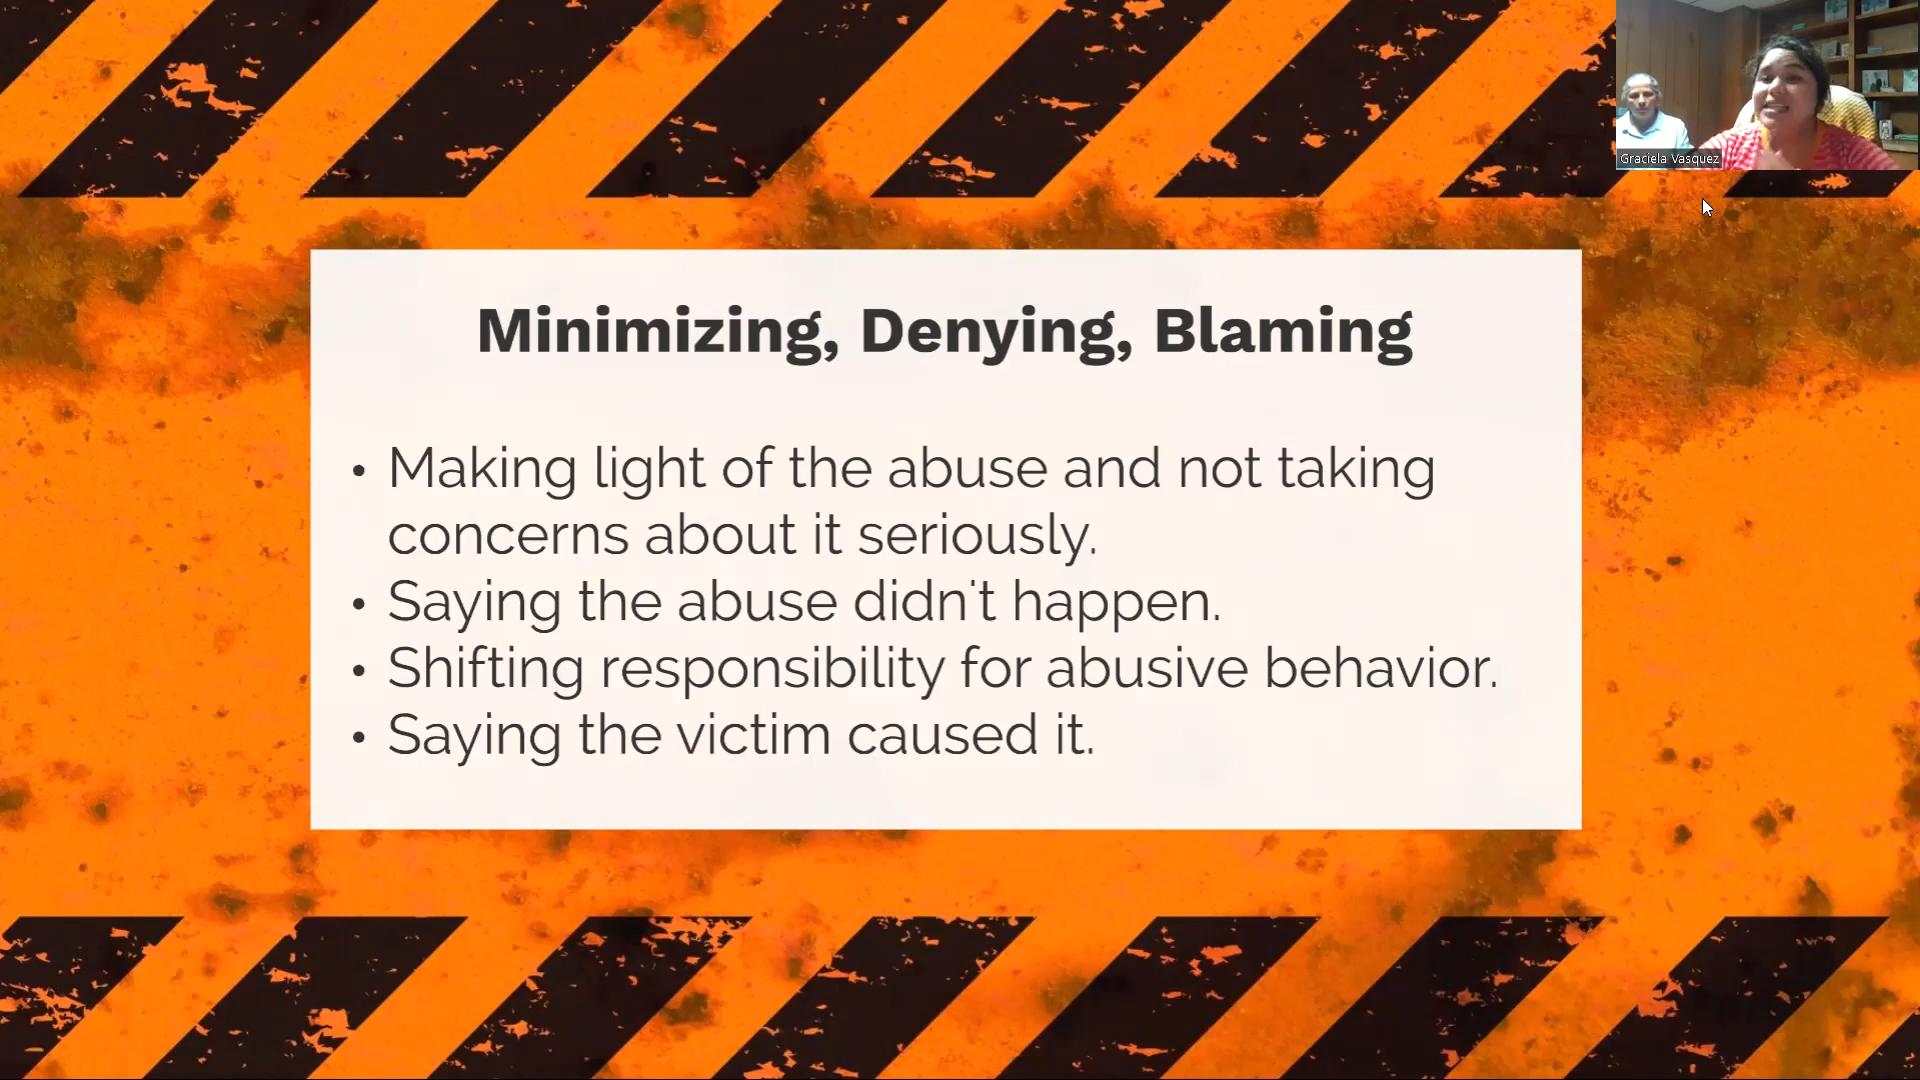 Graciela Vasquez
Minimizing, Denying, Blaming
• Making light of the abuse and not taking
concerns about it seriously.
• Saying the abuse didn't happen.
• Shifting responsibility for abusive behavior.
• Saying the victim caused it.